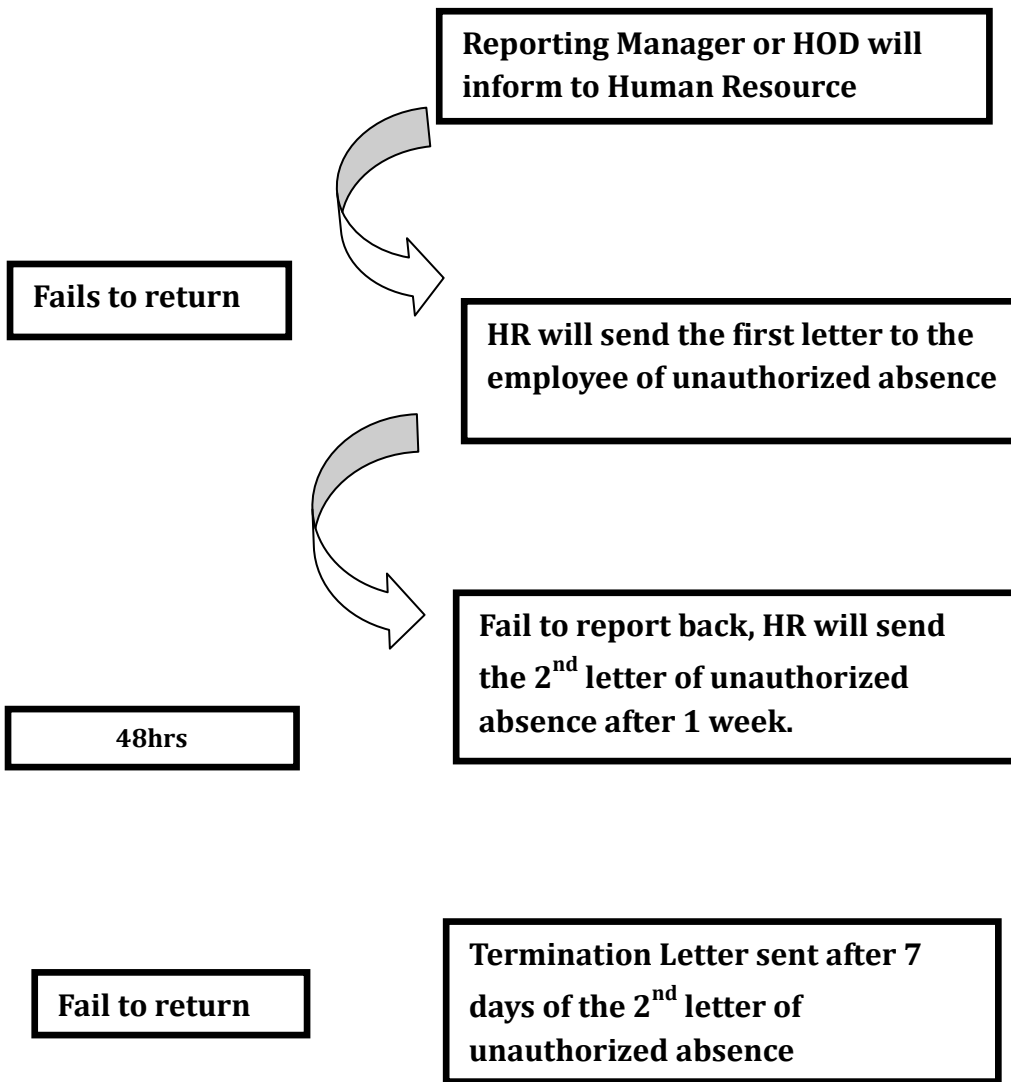 Reporting Manager or HOD will
inform to Human Resource
Fails to return
HR will send the first letter to the
employee of unauthorized absence
Fail to report back, HR will send
the 2nd letter of unauthorized
absence after 1 week.
48hrs
Termination Letter sent after 7
days of the 2nd letter of
unauthorized absence
Fail to return